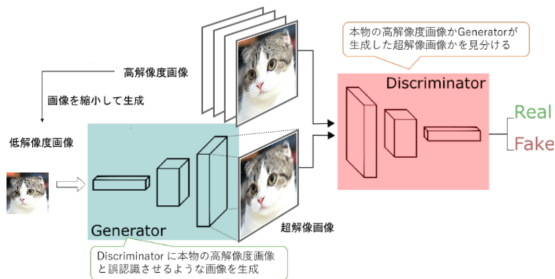 本物の高解像度画像かGeneratorが
生成した超解像画像かを見分ける
高解像度画像
Discriminator
画像を縮小して生成
Real
低解像度画像
Fake
超解像画像
Generator
Discriminator に本物の高解像度画像
と誤認識させるような画像を生成